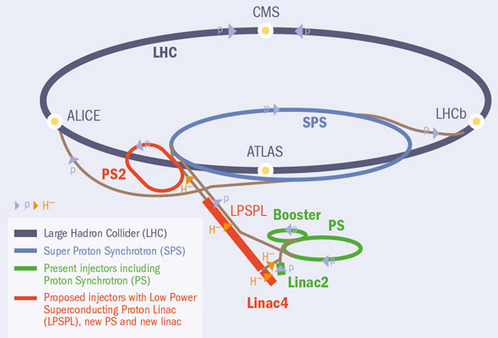 CMS
p
p
LHC
ALICE
LHCb
SPS
p
p
p
ATLAS
p
PS2
p
H⁻
p
LPSPL
Booster
PS
H⁻
p
p
H⁻
p
H⁻
Linac2
Linac4
p H⁻
Large Hadron Collider (LHC)
Super Proton Synchrotron (SPS)
Present injectors including
Proton Synchrotron (PS)
Proposed injectors with Low Power
Superconducting Proton Linac
(LPSPL), new PS and new linac